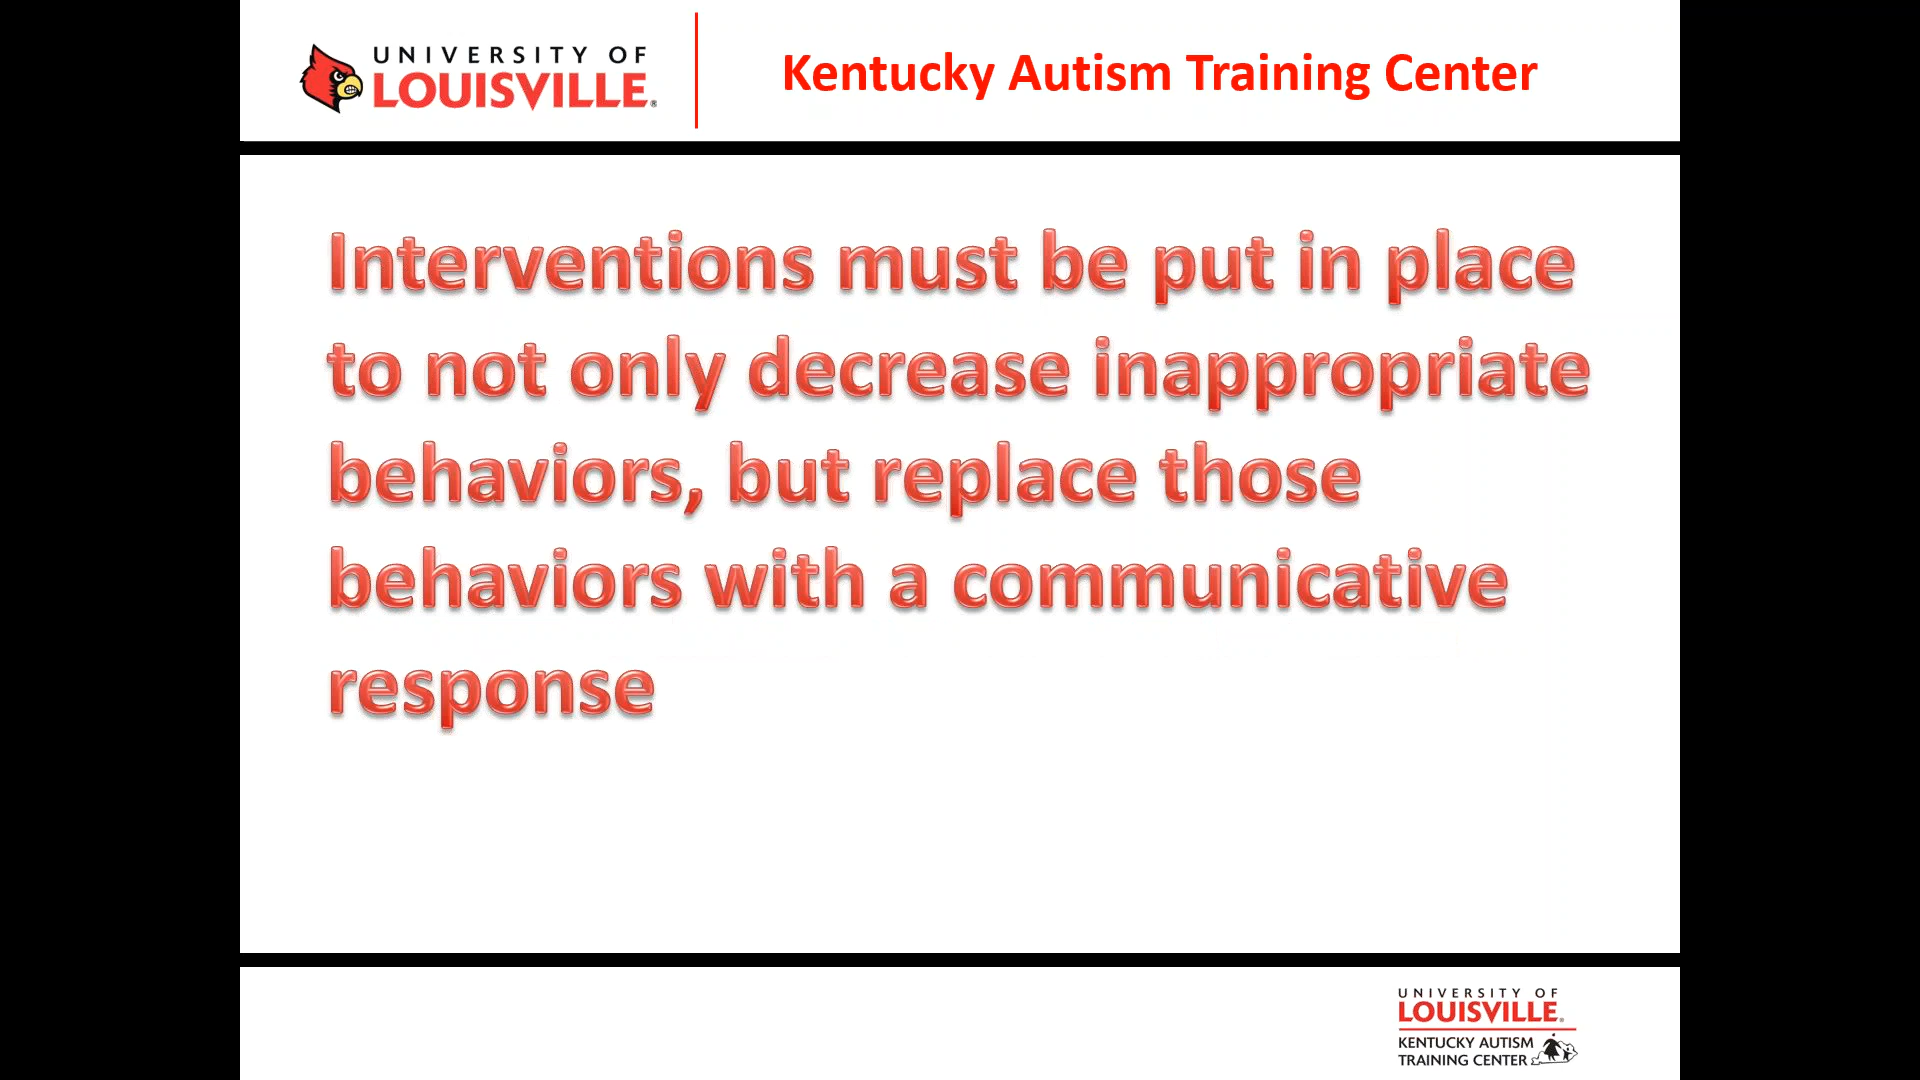 UNIVERSITY OF
LOUISVILLE®
Kentucky Autism Training Center
Interventions must be put in place
to not only decrease inappropriate
behaviors, but replace those
behaviors with a communicative
response
UNIVERSITY OF
LOUISVILLE®
KENTUCKY AUTISM
TRAINING CENTER